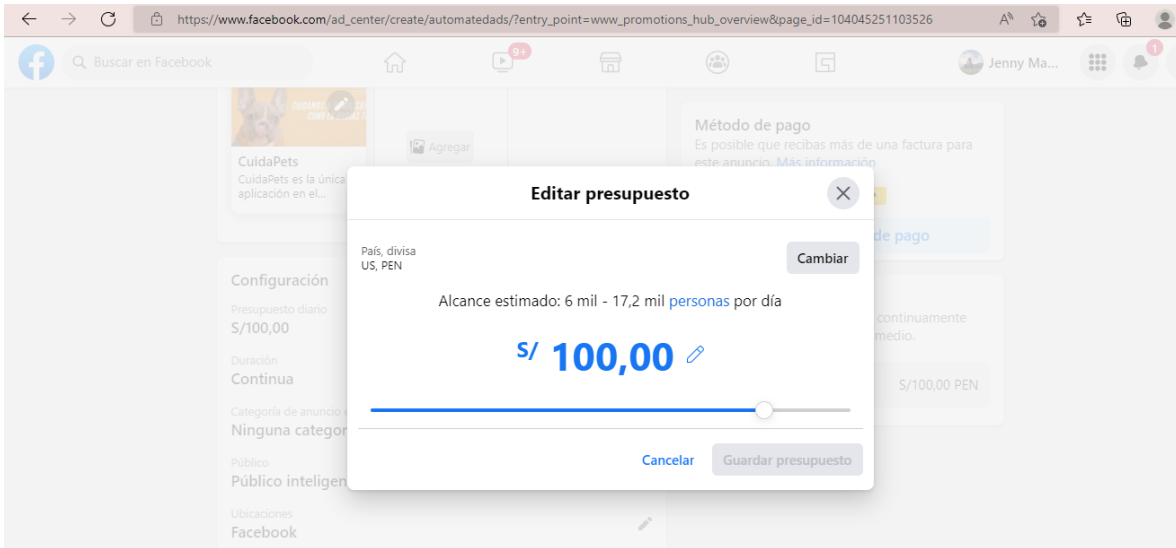 https://www.facebook.com/ad_center/create/automatedads/?entry_point=www_promotions_hub_overview&page_id=104045251103526
Buscar en Facebook
9+
Jenny Ma...
1
CuidaPets
CuidaPets es la única
aplicación en el...
Agregar
Método de pago
Es posible que recibas más de una factura para
este anuncio. Más información
de pago
Editar presupuesto
País, divisa
US, PEN
Cambiar
Alcance estimado: 6 mil - 17,2 mil personas por día
S/ 100,00
Cancelar
Guardar presupuesto
Configuración
Presupuesto diario
S/100,00
Duración
Continua
Categoría de anuncio
Ninguna categor
Público
Público inteligen
Ubicaciones
Facebook
continuamente
medio.
S/100,00 PEN